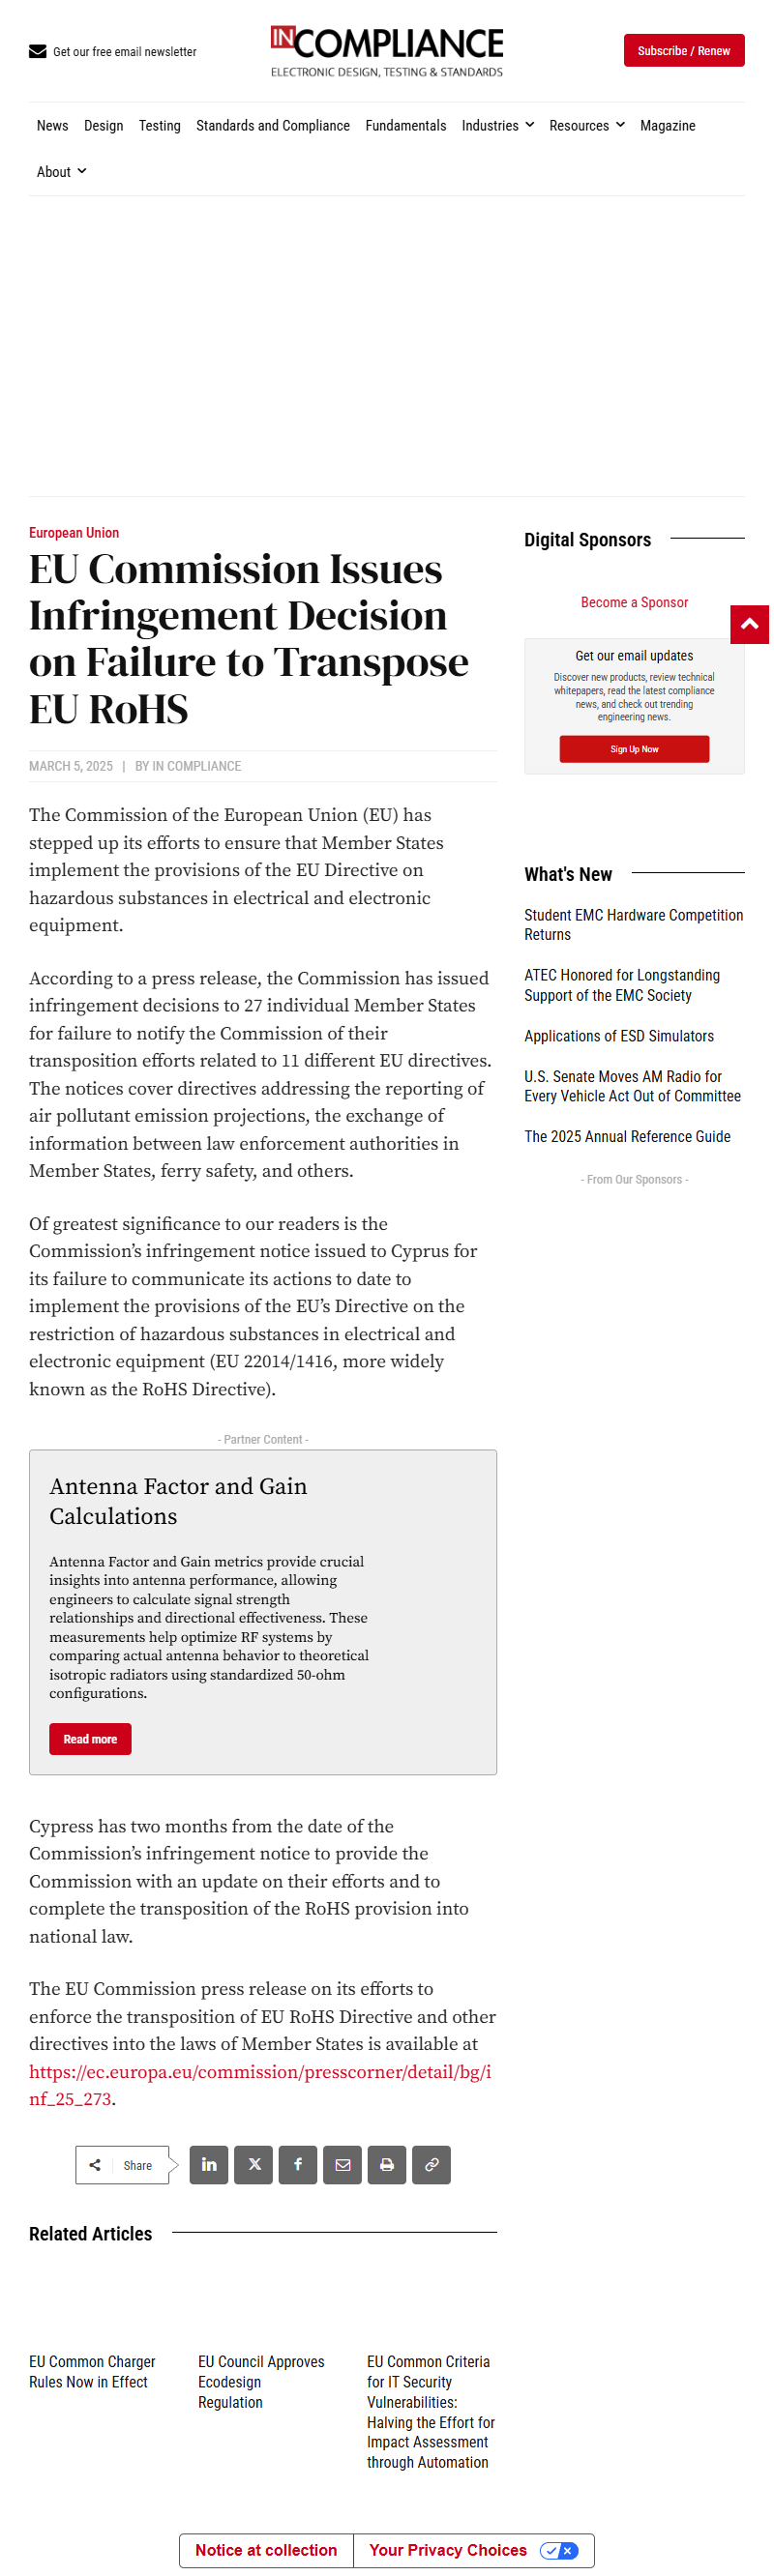 Get our free email newsletter
INCOMPLIANCE
ELECTRONIC DESIGN, TESTING & STANDARDS
Subscribe / Renew
News Design Testing Standards and Compliance Fundamentals Industries Resources Magazine
About
European Union
EU Commission Issues
Infringement Decision
on Failure to Transpose
EU RoHS
MARCH 5, 2025 | BY IN COMPLIANCE
The Commission of the European Union (EU) has
stepped up its efforts to ensure that Member States
implement the provisions of the EU Directive on
hazardous substances in electrical and electronic
equipment.
According to a press release, the Commission has issued
infringement decisions to 27 individual Member States
for failure to notify the Commission of their
transposition efforts related to 11 different EU directives.
The notices cover directives addressing the reporting of
air pollutant emission projections, the exchange of
information between law enforcement authorities in
Member States, ferry safety, and others.
Of greatest significance to our readers is the
Commission's infringement notice issued to Cyprus for
its failure to communicate its actions to date to
implement the provisions of the EU's Directive on the
restriction of hazardous substances in electrical and
electronic equipment (EU 22014/1416, more widely
known as the RoHS Directive).
- Partner Content -
Antenna Factor and Gain
Calculations
Antenna Factor and Gain metrics provide crucial
insights into antenna performance, allowing
engineers to calculate signal strength
relationships and directional effectiveness. These
measurements help optimize RF systems by
comparing actual antenna behavior to theoretical
isotropic radiators using standardized 50-ohm
configurations.
Read more
Cypress has two months from the date of the
Commission's infringement notice to provide the
Commission with an update on their efforts and to
complete the transposition of the RoHS provision into
national law.
The EU Commission press release on its efforts to
enforce the transposition of EU RoHS Directive and other
directives into the laws of Member States is available at
https://ec.europa.eu/commission/presscorner/detail/bg/i
nf_25_273.
Share
Related Articles
EU Common Charger
Rules Now in Effect
EU Council Approves
Ecodesign
Regulation
EU Common Criteria
for IT Security
Vulnerabilities:
Halving the Effort for
Impact Assessment
through Automation
Digital Sponsors
Become a Sponsor
Get our email updates
Discover new products, review technical
whitepapers, read the latest compliance
news, and check out trending
engineering news.
Sign Up Now
What's New
Student EMC Hardware Competition
Returns
ATEC Honored for Longstanding
Support of the EMC Society
Applications of ESD Simulators
U.S. Senate Moves AM Radio for
Every Vehicle Act Out of Committee
The 2025 Annual Reference Guide
- From Our Sponsors -
Notice at collection
Your Privacy Choices